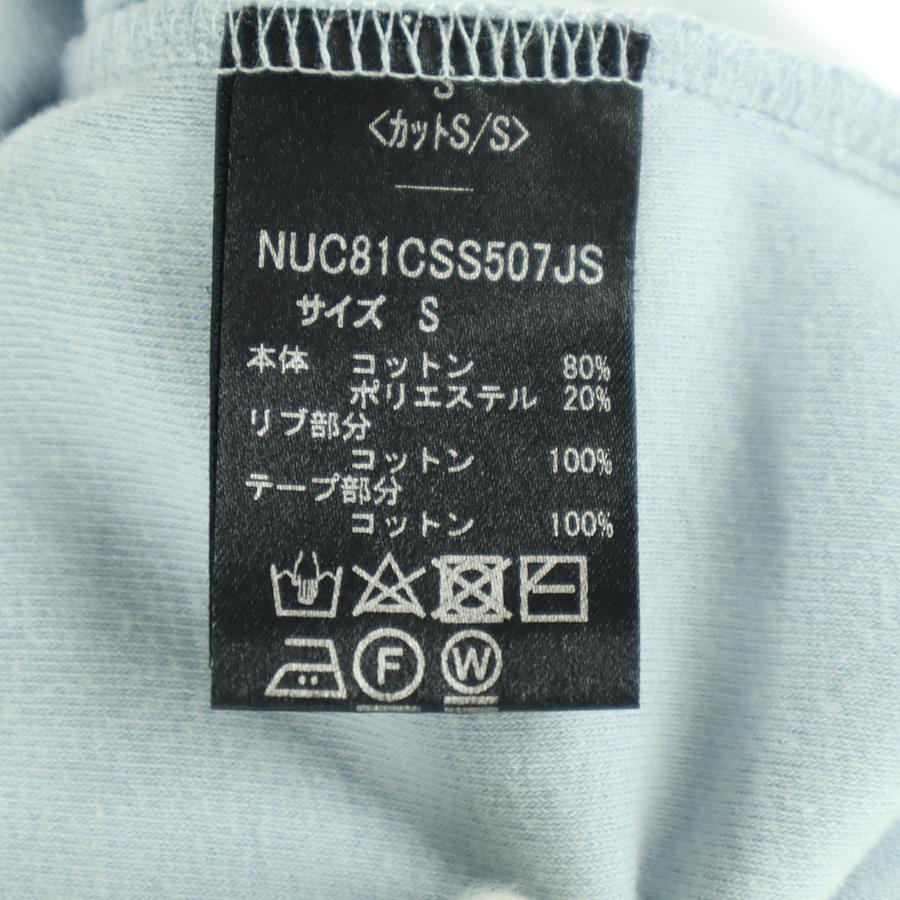 S
〈カットS/S〉
NUC81CSS507JS
サイズ S
本体 コットン 80%
ポリエステル 20%
リブ部分
コットン 100%
テープ部分
コットン 100%
F W